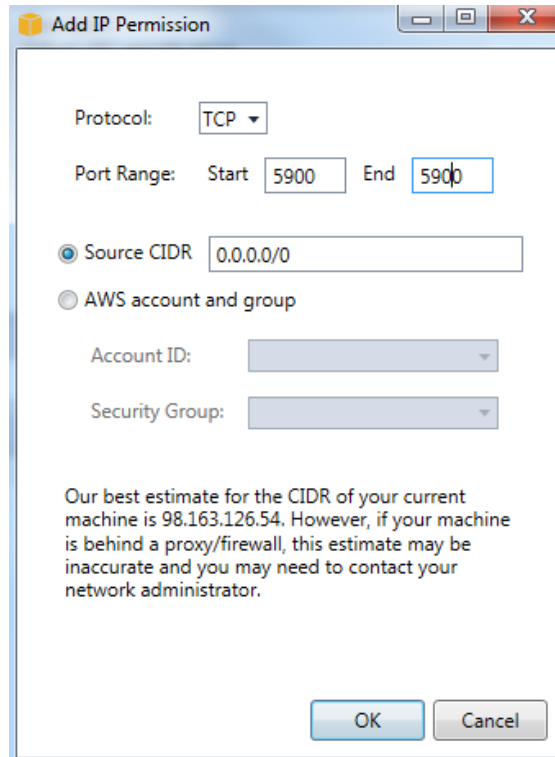 Add IP Permission
Protocol: TCP
Port Range: Start 5900 End 5900
Source CIDR 0.0.0.0/0
AWS account and group
Account ID:
Security Group:
Our best estimate for the CIDR of your current
machine is 98.163.126.54. However, if your machine
is behind a proxy/firewall, this estimate may be
inaccurate and you may need to contact your
network administrator.
OK Cancel